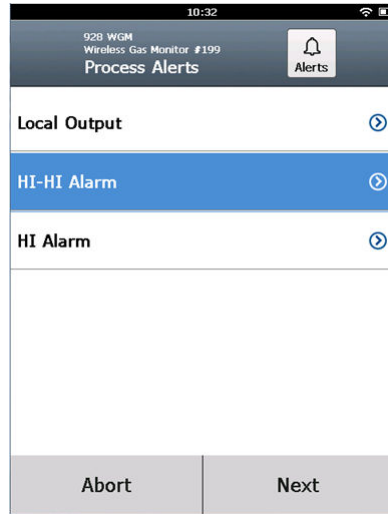 10:32
928 WGM
Wireless Gas Monitor #199
Process Alerts
Alerts
Local Output
HI-HI Alarm
HI Alarm
Abort
Next